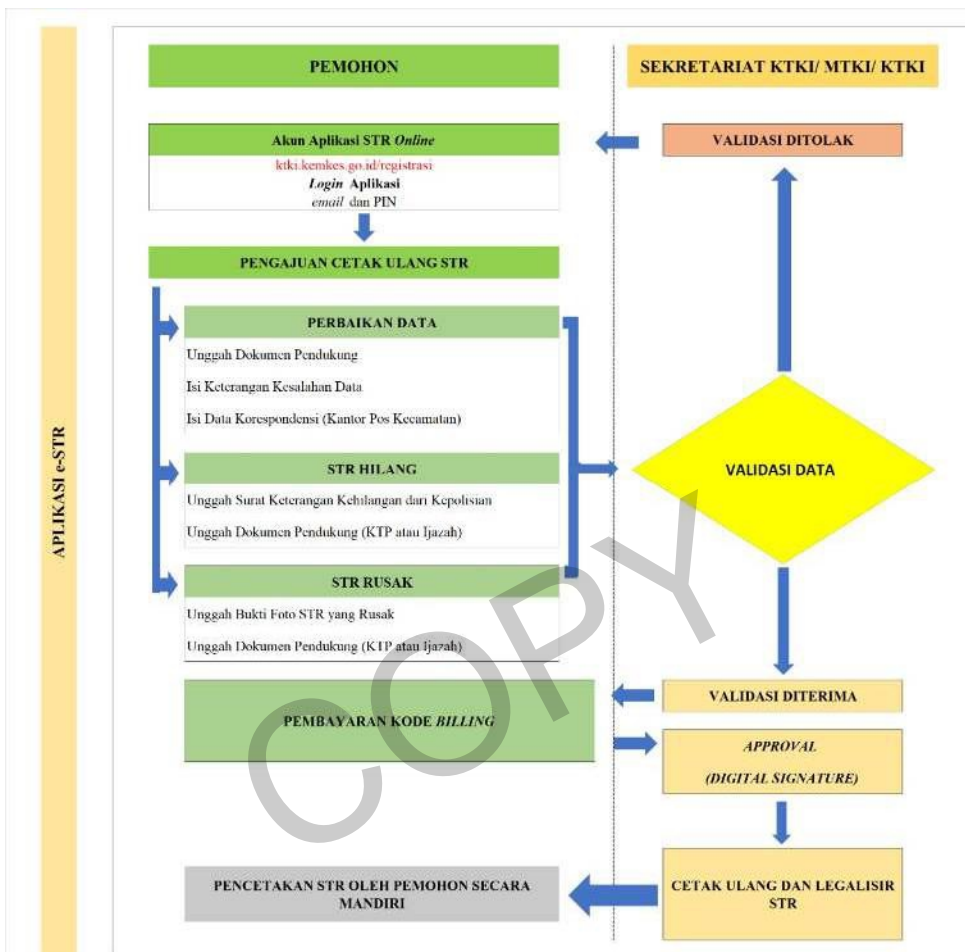 APLIKASI e-STR
PEMOHON
SEKRETARIAT KTKI/ MTKI/ KTKI
Akun Aplikasi STR Online
ktki.kemkes.go.id/registrasi
Login Aplikasi
email dan PIN
VALIDASI DITOLAK
PENGAJUAN CETAK ULANG STR
PERBAIKAN DATA
Unggah Dokumen Pendukung
Isi Keterangan Kesalahan Data
Isi Data Korespondensi (Kantor Pos Kecamatan)
STR HILANG
Unggah Surat Keterangan Kehilangan dari Kepolisian
Unggah Dokumen Pendukung (KTP atau Ijazah)
VALIDASI DATA
STR RUSAK
Unggah Bukti Foto STR yang Rusak
Unggah Dokumen Pendukung (KTP atau Ijazah)
PEMBAYARAN KODE BILLING
VALIDASI DITERIMA
APPROVAL
(DIGITAL SIGNATURE)
PENCETAKAN STR OLEH PEMOHON SECARA
MANDIRI
CETAK ULANG DAN LEGALISIR
STR
COPY